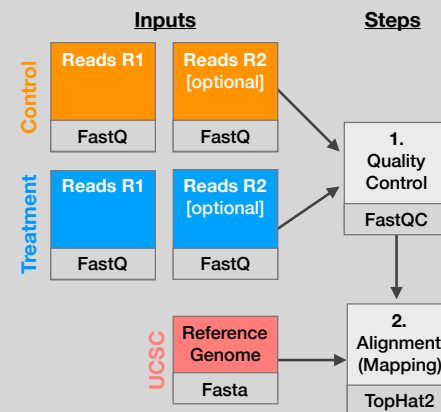 Inputs
Steps
Control
Reads R1
FastQ
Reads R2
[optional]
FastQ
1.
Quality
Control
FastQC
Treatment
Reads R1
FastQ
Reads R2
[optional]
FastQ
UCSC
Reference
Genome
Fasta
2.
Alignment
(Mapping)
TopHat2